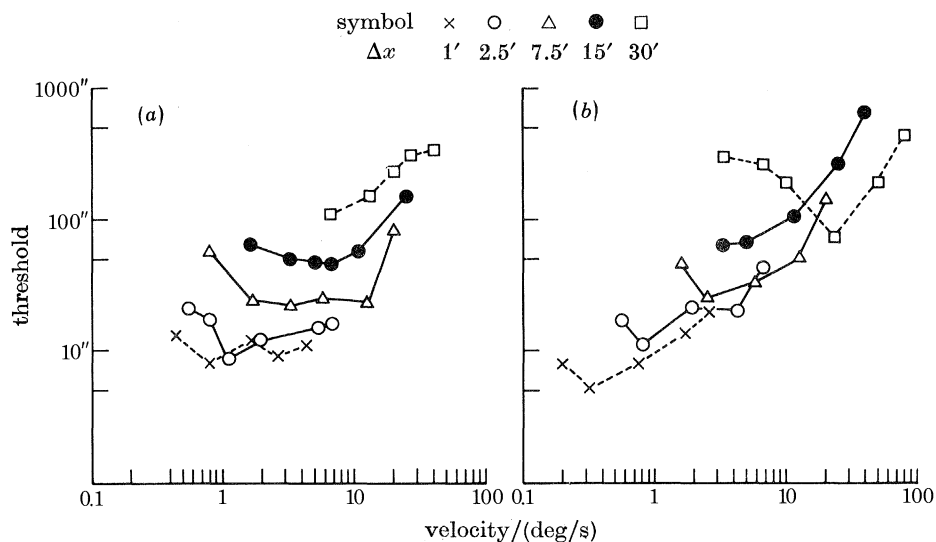 symbol × ○ △ ● □
Δx 1′ 2.5′ 7.5′ 15′ 30′
1000″
(a)
(b)
100″
threshold
10″
0.1 1 10 100 0.1 1 10 100
velocity/(deg/s)